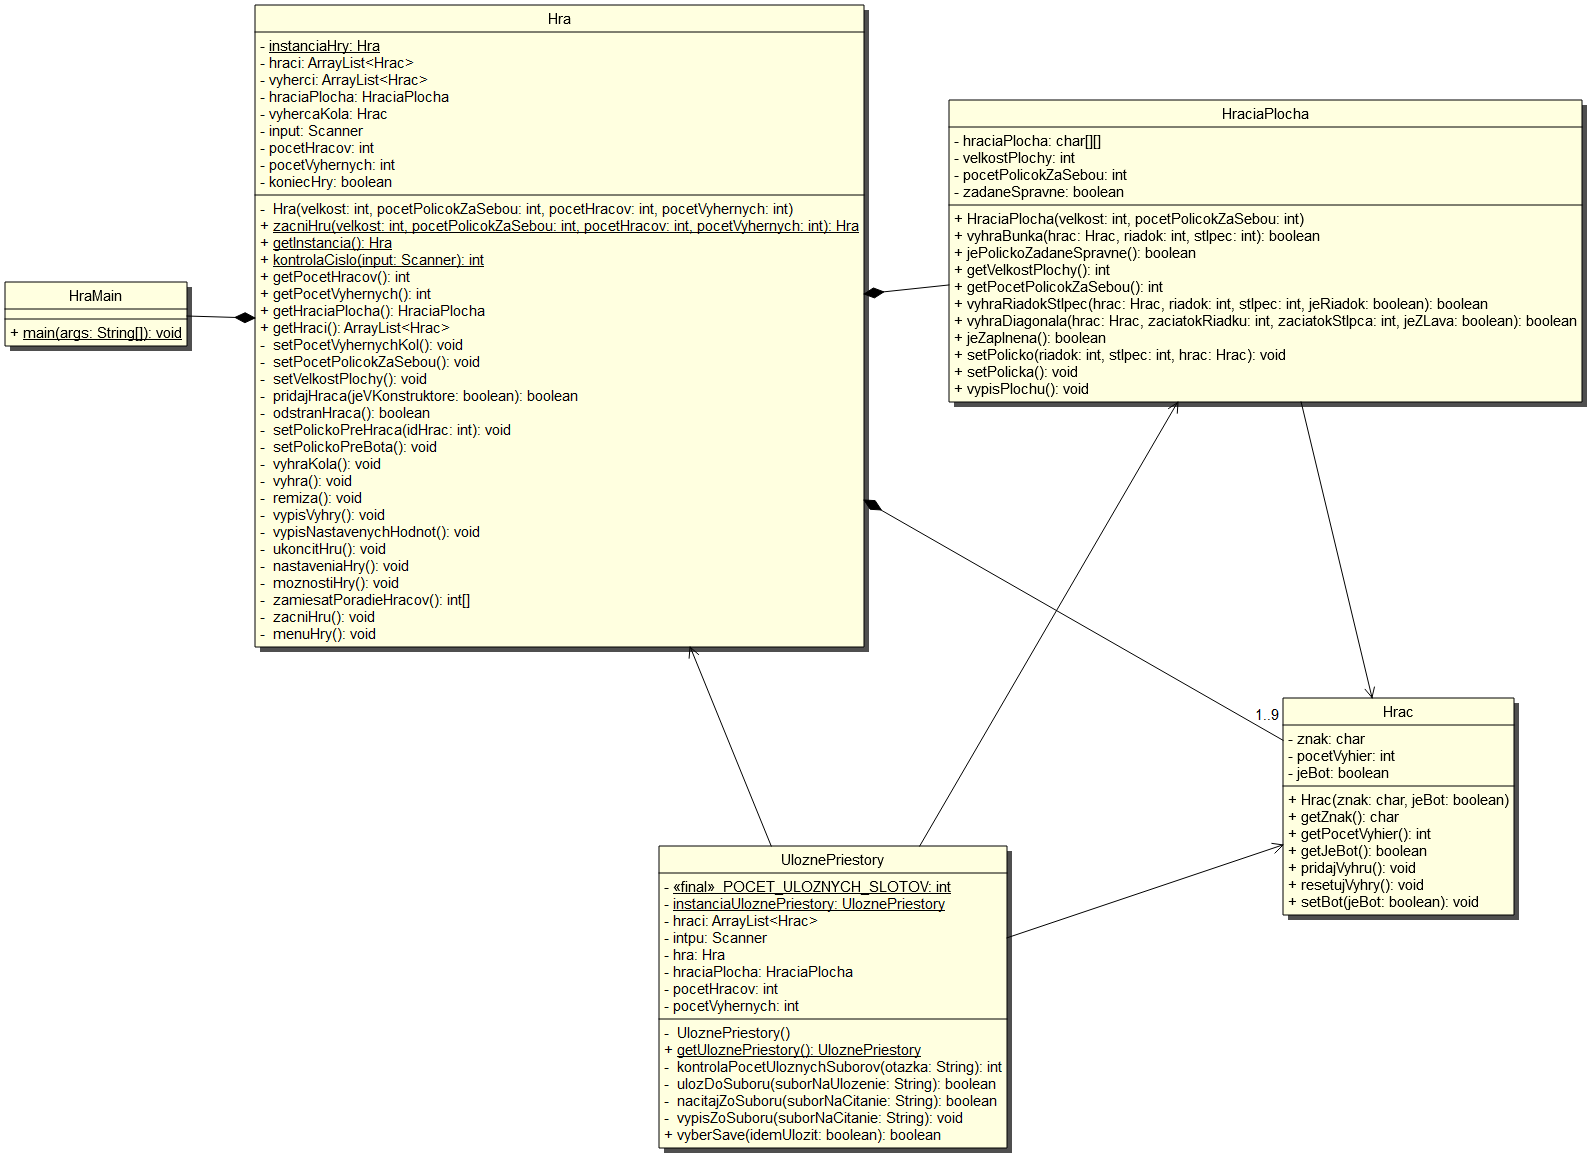 Hra
- instanciaHry: Hra
- hraci: ArrayList<Hrac>
- vyherci: ArrayList<Hrac>
- hraciaPlocha: HraciaPlocha
- vyhercaKola: Hrac
- input: Scanner
- pocetHracov: int
- pocetVyhernych: int
- koniecHry: boolean
- Hra(velkost: int, pocetPolicokZaSebou: int, pocetHracov: int, pocetVyhernych: int)
+ zacniHru(velkost: int, pocetPolicokZaSebou: int, pocetHracov: int, pocetVyhernych: int): Hra
+ getInstancia(): Hra
+ kontrolaCislo(input: Scanner): int
+ getPocetHracov(): int
+ getPocetVyhernych(): int
+ getHraciaPlocha(): HraciaPlocha
+ getHraci(): ArrayList<Hrac>
- setPocetVyhernychKol(): void
- setPocetPolicokZaSebou(): void
- setVelkostPlochy(): void
- pridajHraca(jeVKonstruktore: boolean): boolean
- odstranHraca(): boolean
- setPolickoPreHraca(idHrac: int): void
- setPolickoPreBota(): void
- vyhraKola(): void
- vyhra(): void
- remiza(): void
- vypisVyhry(): void
- vypisNastavenychHodnot(): void
- ukoncitHru(): void
- nastaveniaHry(): void
- moznostiHry(): void
- zamiesatPoradieHracov(): int[]
- zacniHru(): void
- menuHry(): void
HraciaPlocha
- hraciaPlocha: char[][]
- velkostPlochy: int
- pocetPolicokZaSebou: int
- zadaneSpravne: boolean
+ HraciaPlocha(velkost: int, pocetPolicokZaSebou: int)
+ vyhraBunka(hrac: Hrac, riadok: int, stlpec: int): boolean
+ jePolickoZadaneSpravne(): boolean
+ getVelkostPlochy(): int
+ getPocetPolicokZaSebou(): int
+ vyhraRiadokStlpec(hrac: Hrac, riadok: int, stlpec: int, jeRiadok: boolean): boolean
+ vyhraDiagonala(hrac: Hrac, zaciatokRiadku: int, zaciatokStlpca: int, jeZLava: boolean): boolean
+ jeZaplnena(): boolean
+ setPolicko(riadok: int, stlpec: int, hrac: Hrac): void
+ setPolicka(): void
+ vypisPlochu(): void
HraMain
+ main(args: String[]): void
1..9
Hrac
- znak: char
- pocetVyhier: int
- jeBot: boolean
+ Hrac(znak: char, jeBot: boolean)
+ getZnak(): char
+ getPocetVyhier(): int
+ getJeBot(): boolean
+ pridajVyhru(): void
+ resetujVyhry(): void
+ setBot(jeBot: boolean): void
UloznePriestory
- «final» POCET_ULOZNYCH_SLOTOV: int
- instanciaUloznePriestory: UloznePriestory
- hraci: ArrayList<Hrac>
- intpu: Scanner
- hra: Hra
- hraciaPlocha: HraciaPlocha
- pocetHracov: int
- pocetVyhernych: int
- UloznePriestory()
+ getUloznePriestory(): UloznePriestory
- kontrolaPocetUloznychSuborov(otazka: String): int
- ulozDoSuboru(suborNaUlozenie: String): boolean
- nacitajZoSuboru(suborNaCitanie: String): boolean
- vypisZoSuboru(suborNaCitanie: String): void
+ vyberSave(idemUlozit: boolean): boolean